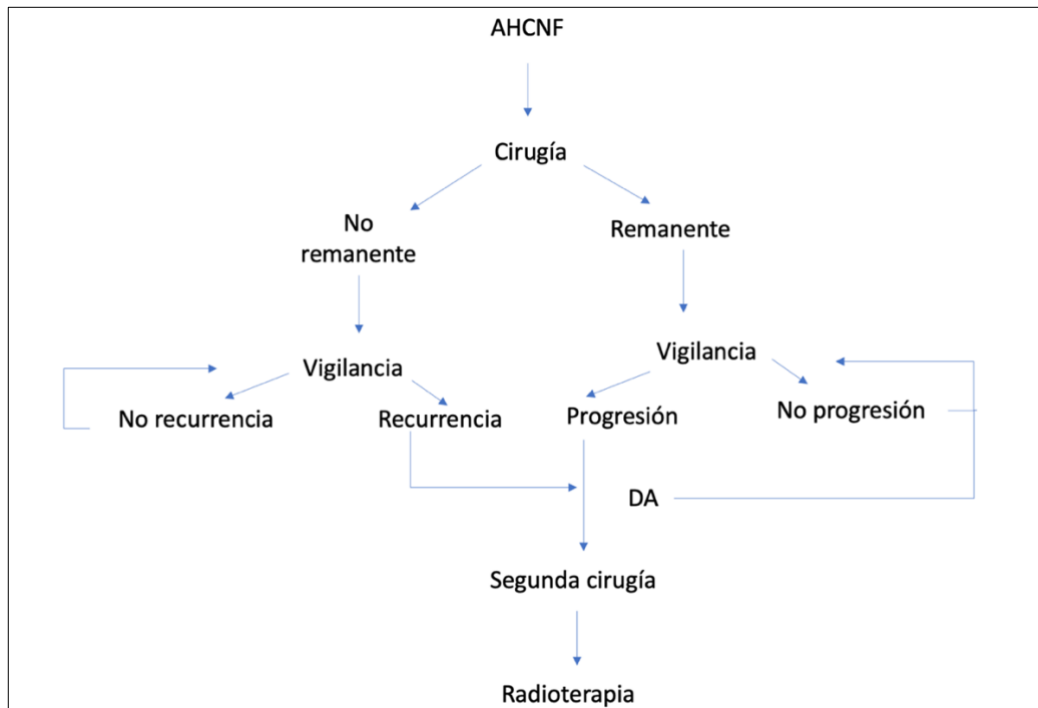 AHCNF
Cirugía
No
remanente
Remanente
Vigilancia
Vigilancia
No recurrencia
Recurrencia
Progresión
No progresión
DA
Segunda cirugía
Radioterapia